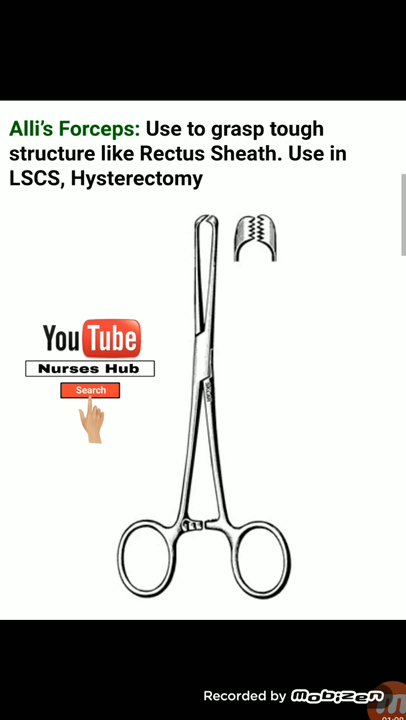 Alli's Forceps: Use to grasp tough
structure like Rectus Sheath. Use in
LSCS, Hysterectomy
YouTube
Nurses Hub
Search
Recorded by mobizen